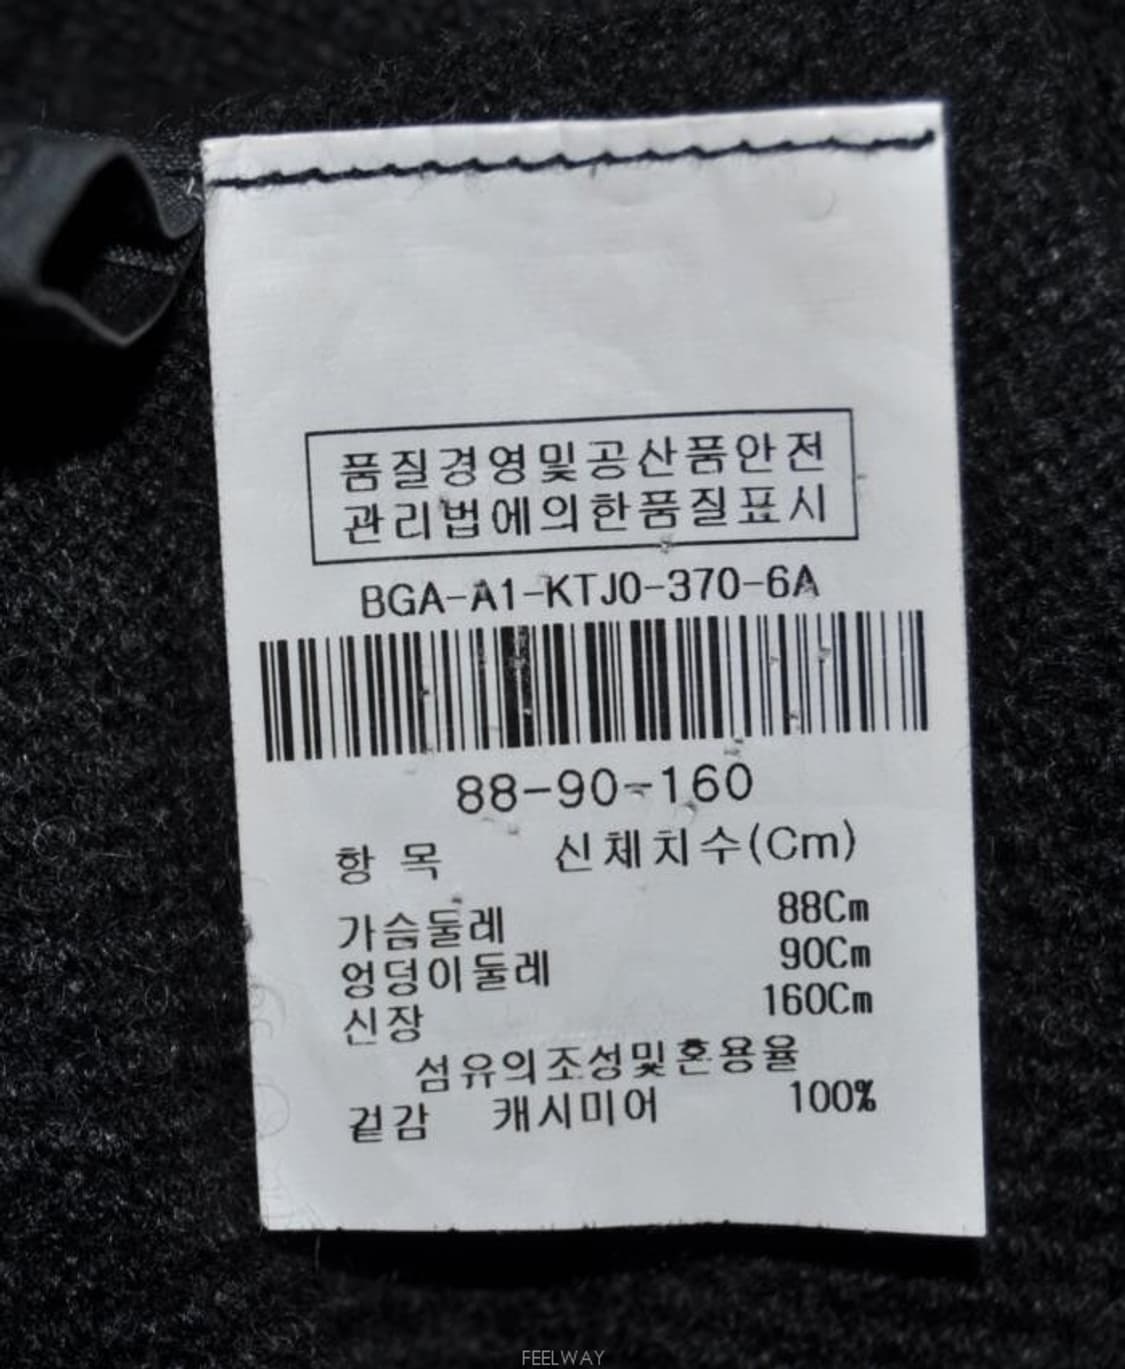 품질경영및공산품안전
관리법에의한품질표시
BGA-A1-KTJ0-370-6A
88-90-160
항 목 신체치수(Cm)
가슴둘레 88Cm
엉덩이둘레 90Cm
신장 160Cm
섬유의조성및혼용율
겉감 캐시미어 100%
FEELWAY